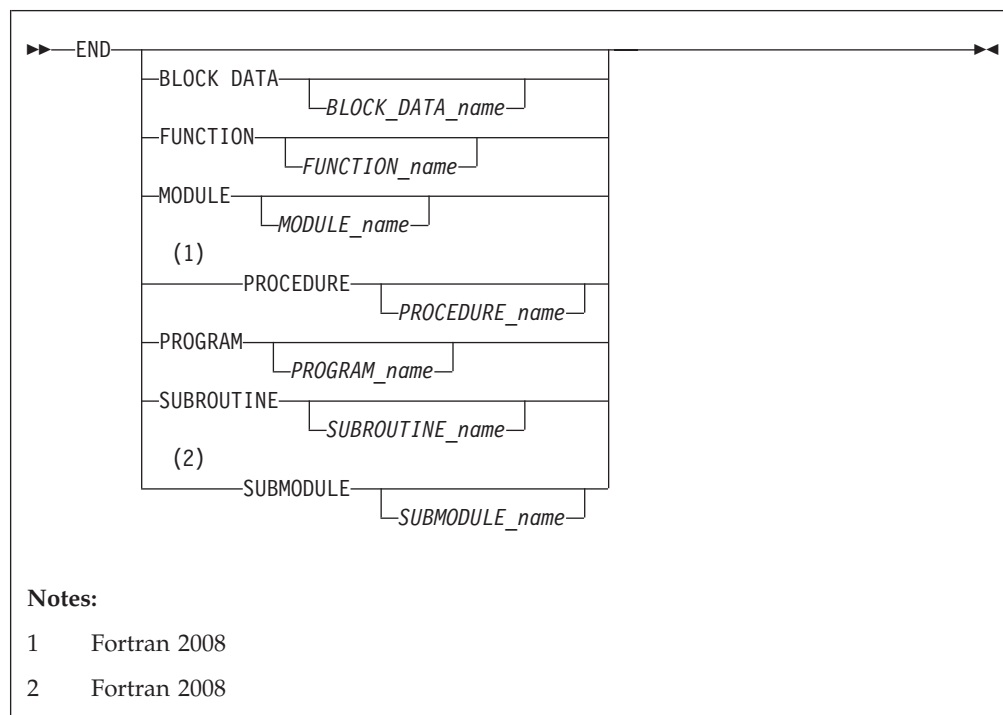 END
BLOCK DATA
BLOCK_DATA_name
FUNCTION
FUNCTION_name
MODULE
MODULE_name
(1)
PROCEDURE
PROCEDURE_name
PROGRAM
PROGRAM_name
SUBROUTINE
SUBROUTINE_name
(2)
SUBMODULE
SUBMODULE_name
Notes:
1 Fortran 2008
2 Fortran 2008